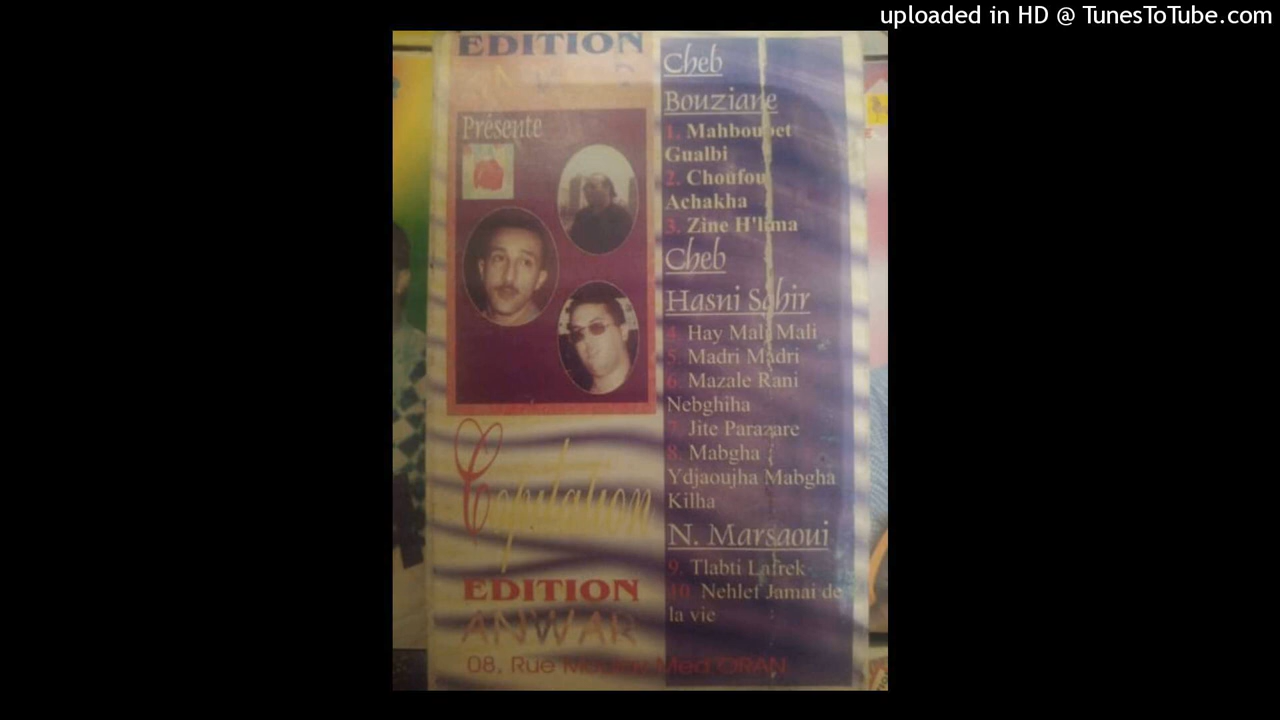 uploaded in HD @ TunesToTube.com
EDITION
Présente
EDITION
ANWAR
08, Rue Med ORAN
Cheb
Bouziane
1. Mahboubet
Gualbi
2. Choufou
Achakha
3. Zine H'lima
Cheb
Hasni Sghir
4. Hay Mali Mali
5. Madri Madri
6. Mazale Rani
Nebghiha
7. Jite Parazare
8. Mabgha
Ydjaoujha Mabgha
Kilha
N. Marsaoui
9. Tlabti Lafrek
10. Nehlef Jamai de
la vie